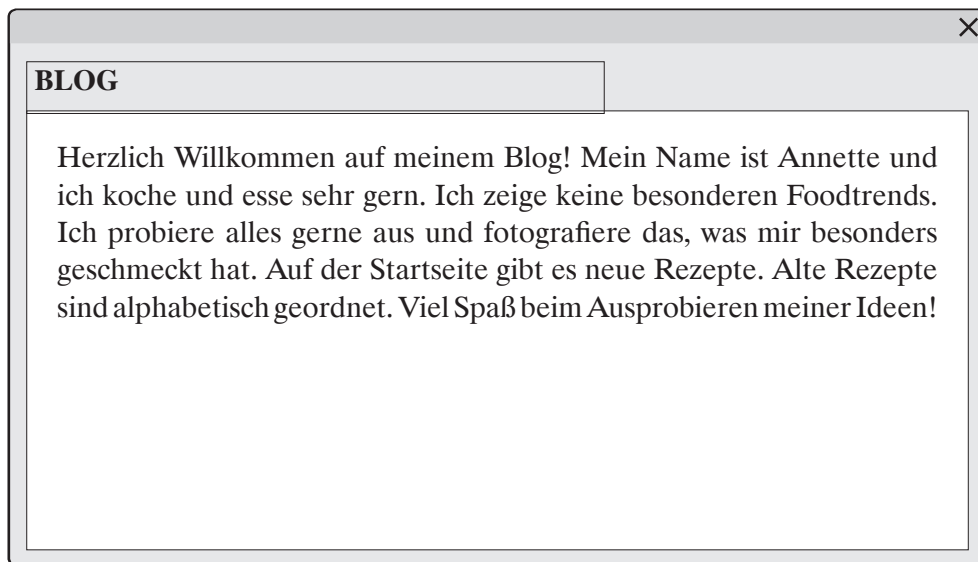 BLOG
Herzlich Willkommen auf meinem Blog! Mein Name ist Annette und
ich koche und esse sehr gern. Ich zeige keine besonderen Foodtrends.
Ich probiere alles gerne aus und fotografiere das, was mir besonders
geschmeckt hat. Auf der Startseite gibt es neue Rezepte. Alte Rezepte
sind alphabetisch geordnet. Viel Spaß beim Ausprobieren meiner Ideen!